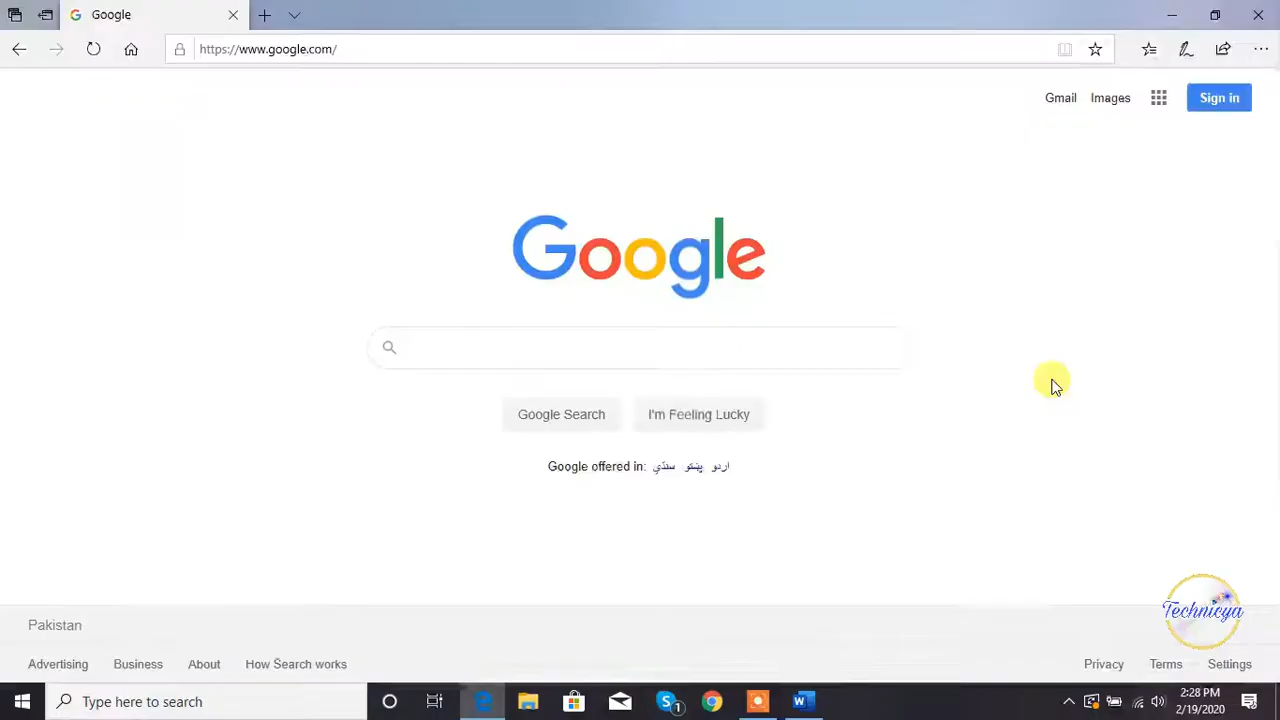 Google
https://www.google.com/
Gmail Images Sign in
Google
Google Search I'm Feeling Lucky
Google offered in: اردو پښتو سنڌي
Technicya
Pakistan
Advertising Business About How Search works Privacy Terms Settings
Type here to search
S 1
W
2:28 PM
2/19/2020